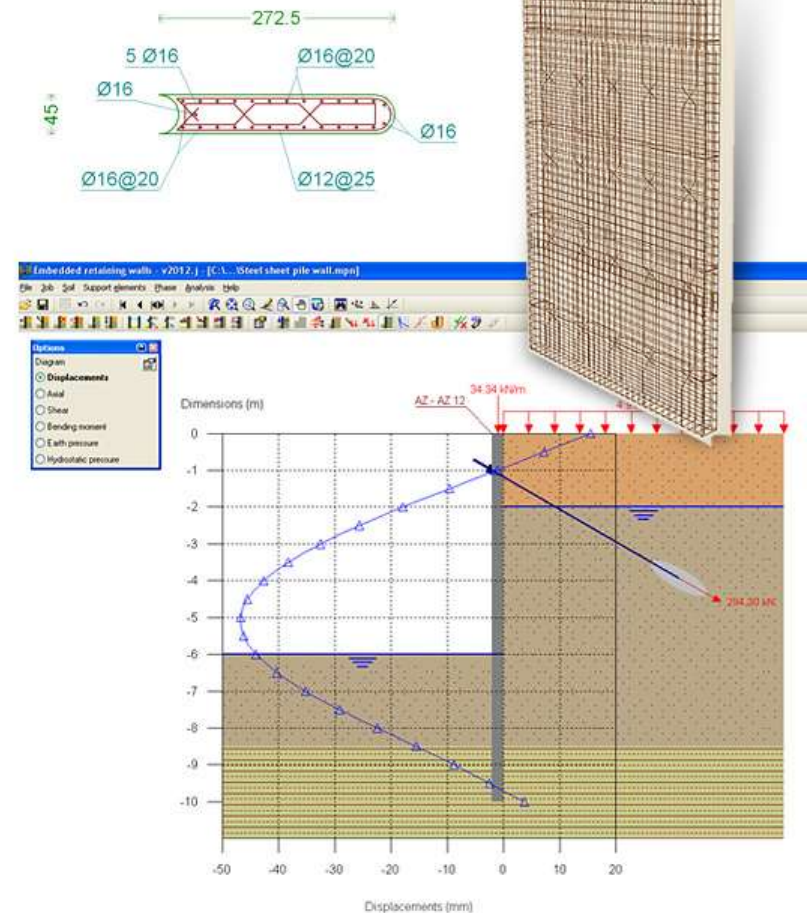 272.5
5 Ø16
Ø16@20
Ø16
45
Ø16
Ø16@20
Ø12@25
Embedded retaining walls - v2012.j - [C:\...\Steel sheet pile wall.mpn]
File Job Soil Support elements Phase Analysis Help
Options
Diagram
Displacements
Axial
Shear
Bending moment
Earth pressure
Hydrostatic pressure
Dimensions (m)
AZ - AZ 12
34.34 kN/m
0
-1
-2
-3
-4
-5
-6
-7
-8
-9
-10
294.30 kN
-50 -40 -30 -20 -10 0 10 20
Displacements (mm)